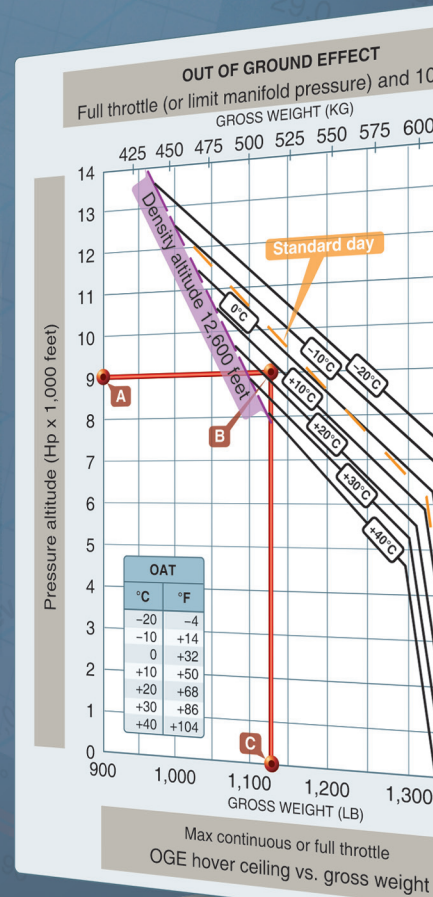 OUT OF GROUND EFFECT
Full throttle (or limit manifold pressure) and 10
GROSS WEIGHT (KG)
425 450 475 500 525 550 575 600
14
13
12
11
10
9
8
7
6
5
4
3
2
1
0
Pressure altitude (Hp x 1,000 feet)
Density altitude 12,600 feet
Standard day
0°C
-10°C
-20°C
+10°C
+20°C
+30°C
+40°C
A
B
C
OAT
°C °F
-20 -4
-10 +14
0 +32
+10 +50
+20 +68
+30 +86
+40 +104
900 1,000 1,100 1,200 1,300
GROSS WEIGHT (LB)
Max continuous or full throttle
OGE hover ceiling vs. gross weight